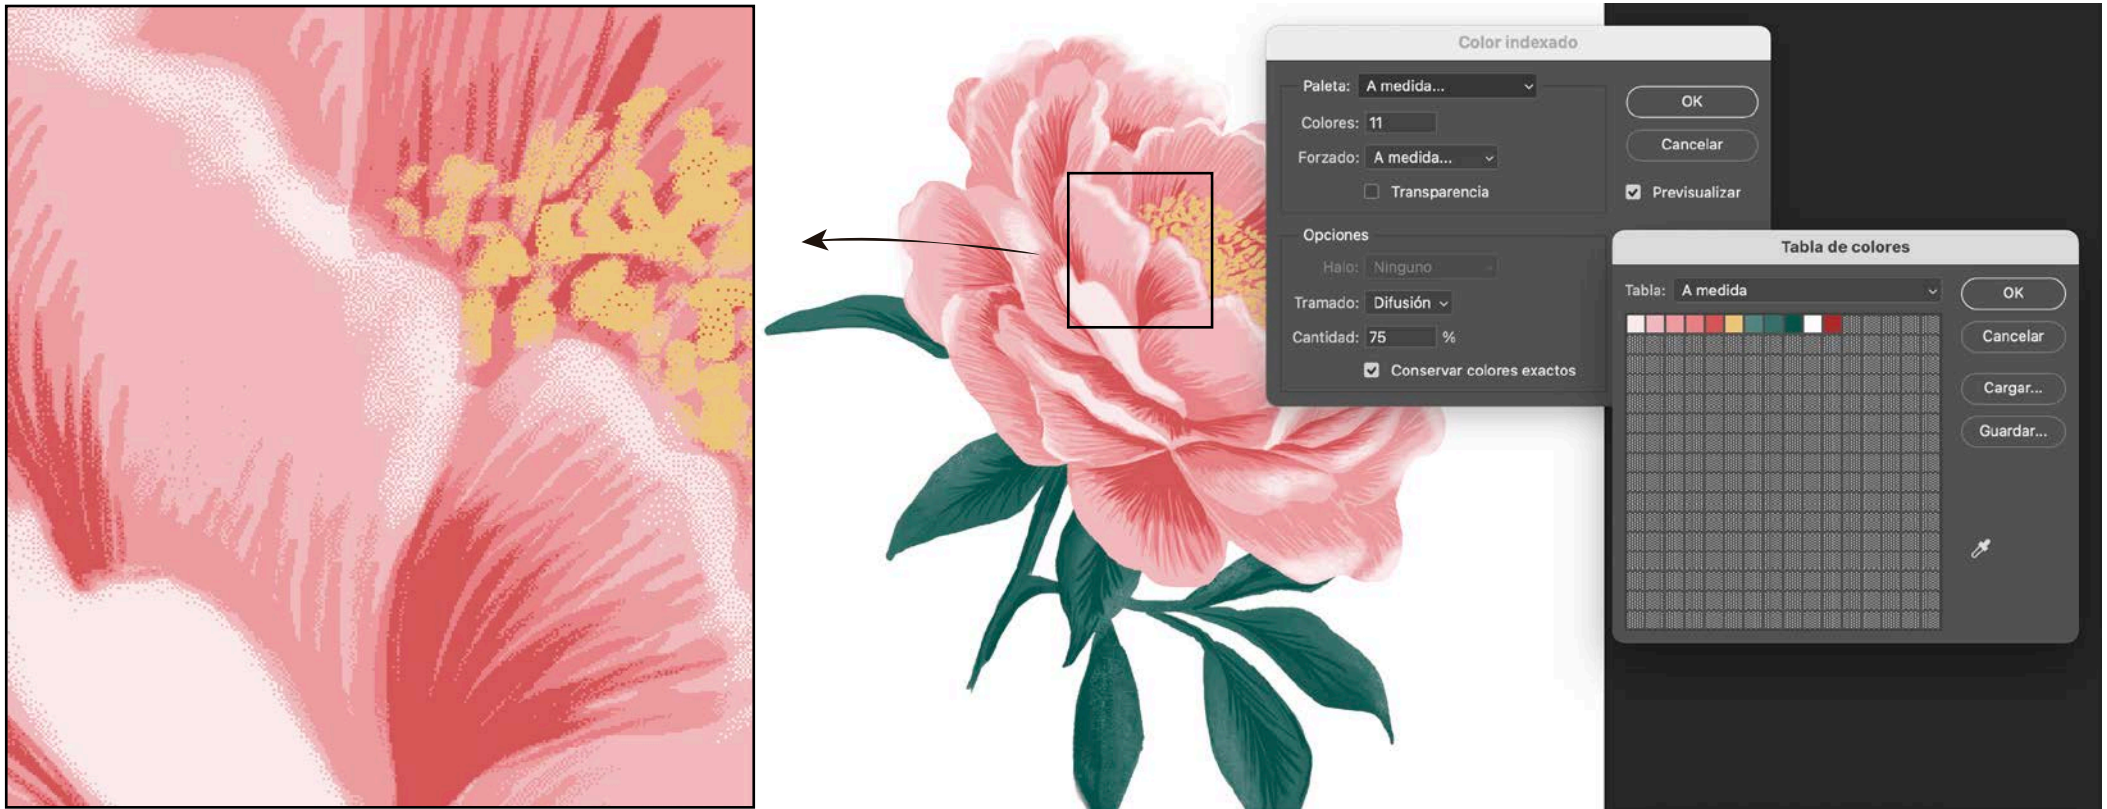 Color indexado
Paleta: A medida...
OK
Colores: 11
Cancelar
Forzado: A medida...
Transparencia
Previsualizar
Opciones
Halo: Ninguno
Tramado: Difusión
Cantidad: 75 %
Conservar colores exactos
Tabla de colores
Tabla: A medida
OK
Cancelar
Cargar...
Guardar...